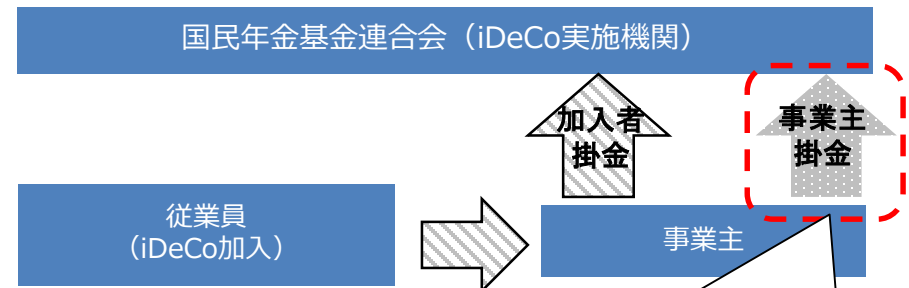 国民年金基金連合会（iDeCo実施機関）
加入者
掛金
事業主
掛金
従業員
（iDeCo加入）
事業主